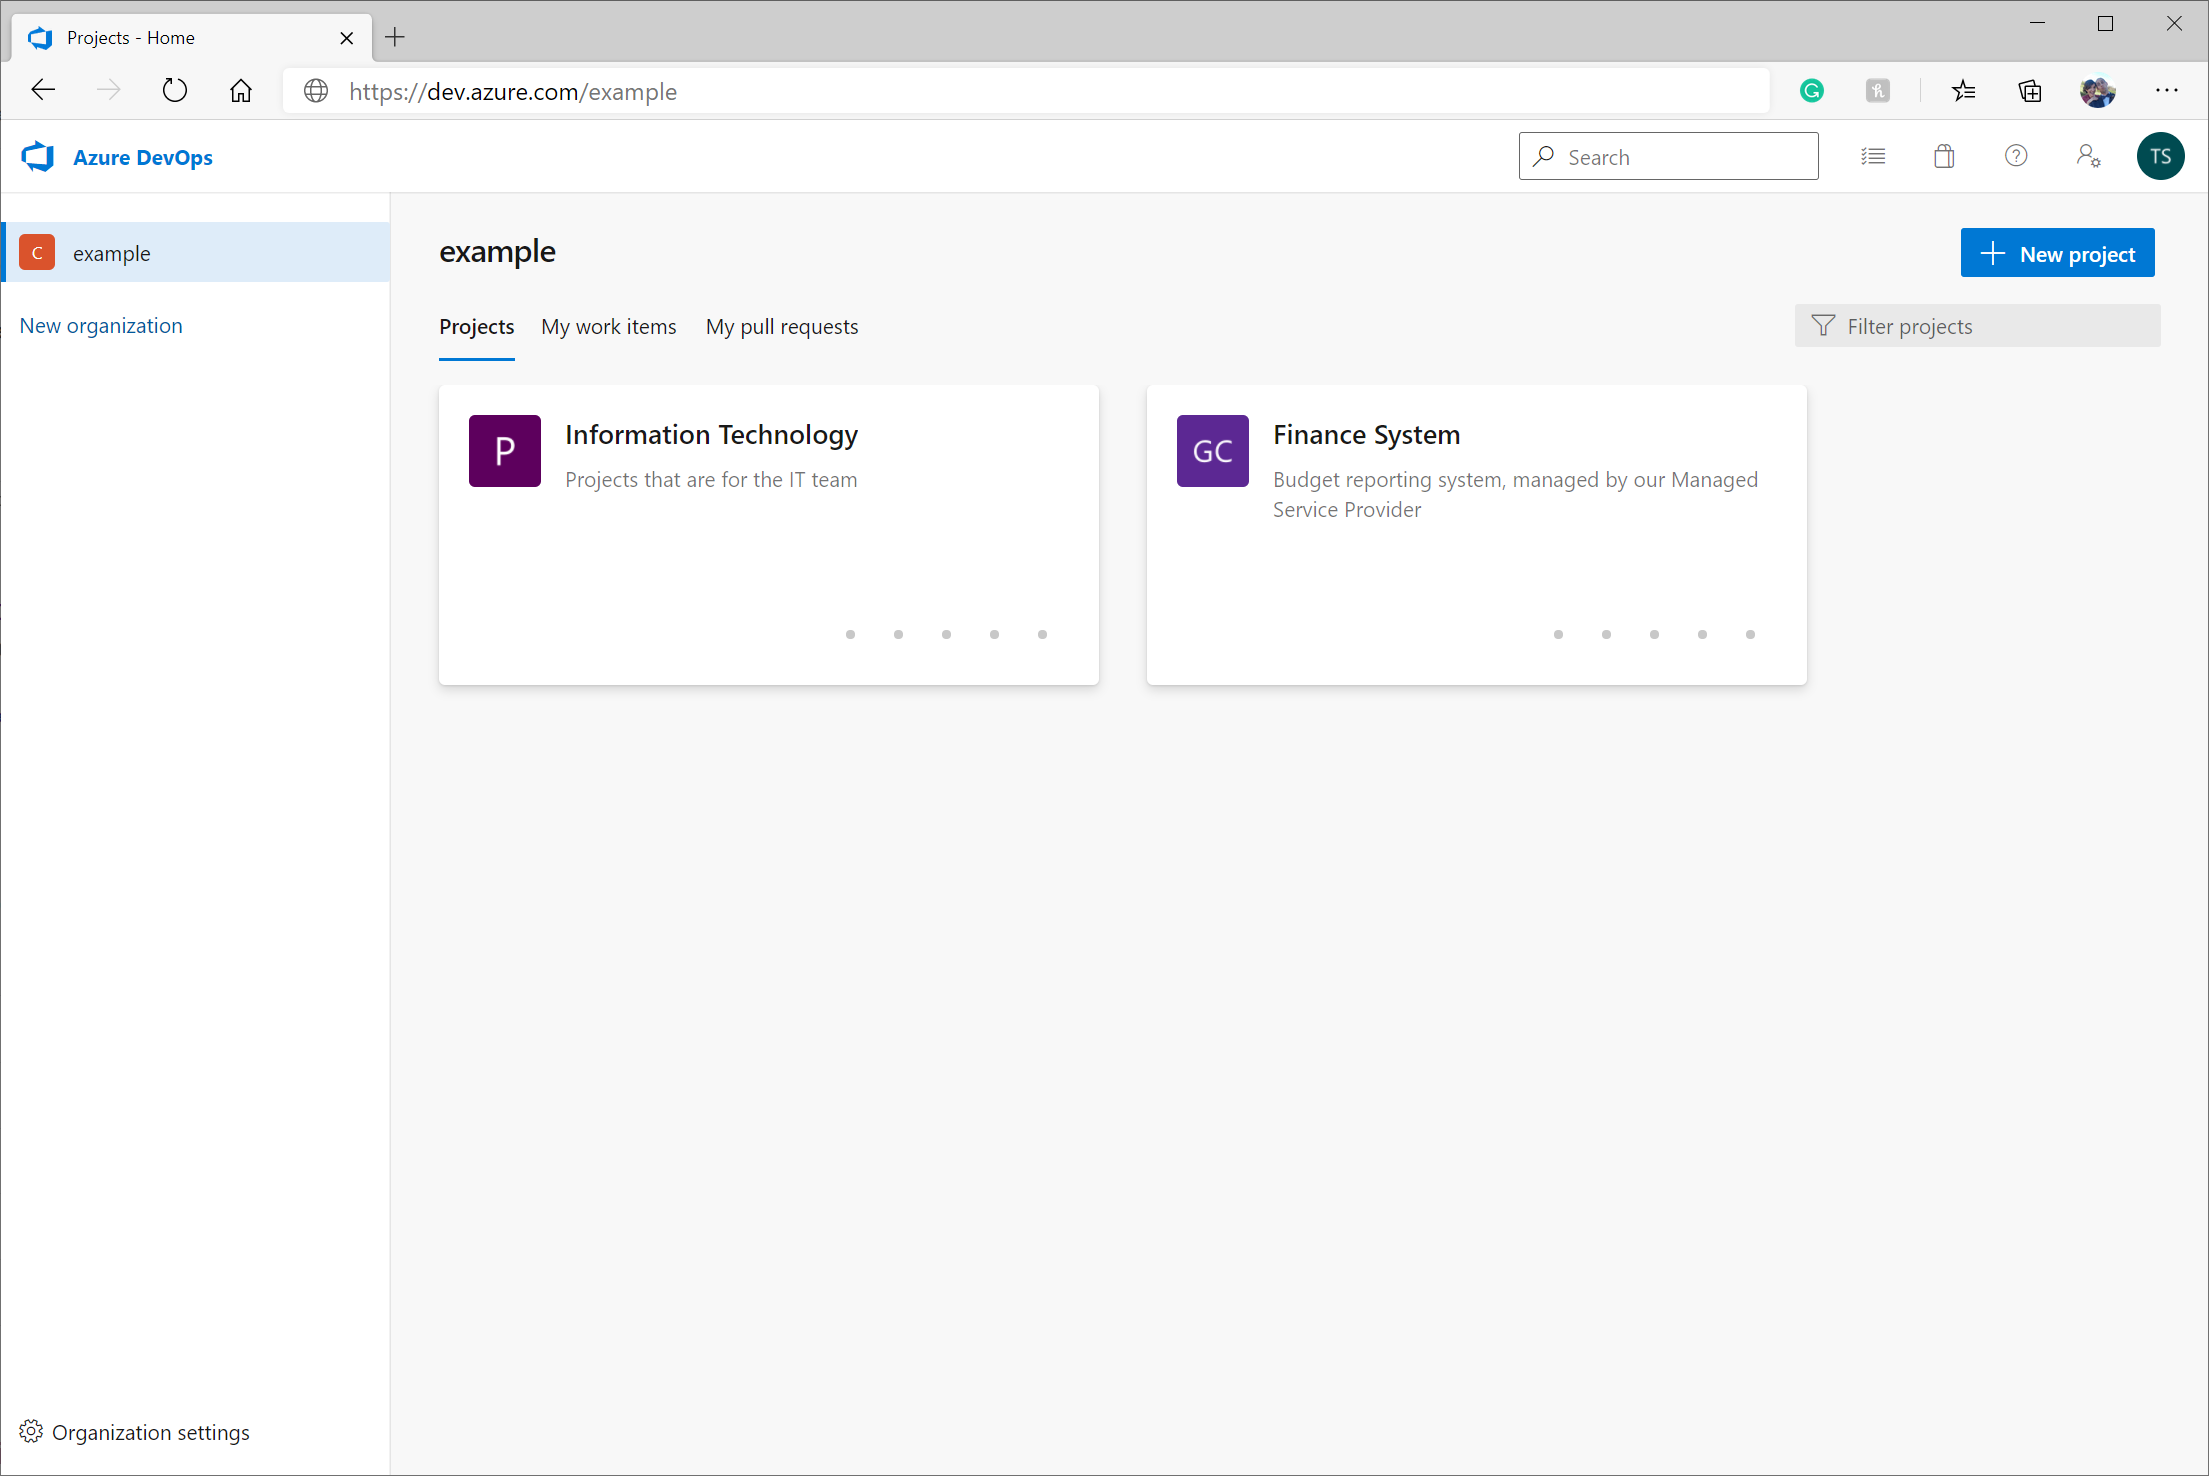 Projects - Home
https://dev.azure.com/example
Azure DevOps
Search
TS
C
example
New organization
example
New project
Projects
My work items
My pull requests
Filter projects
P
Information Technology
Projects that are for the IT team
GC
Finance System
Budget reporting system, managed by our Managed
Service Provider
Organization settings